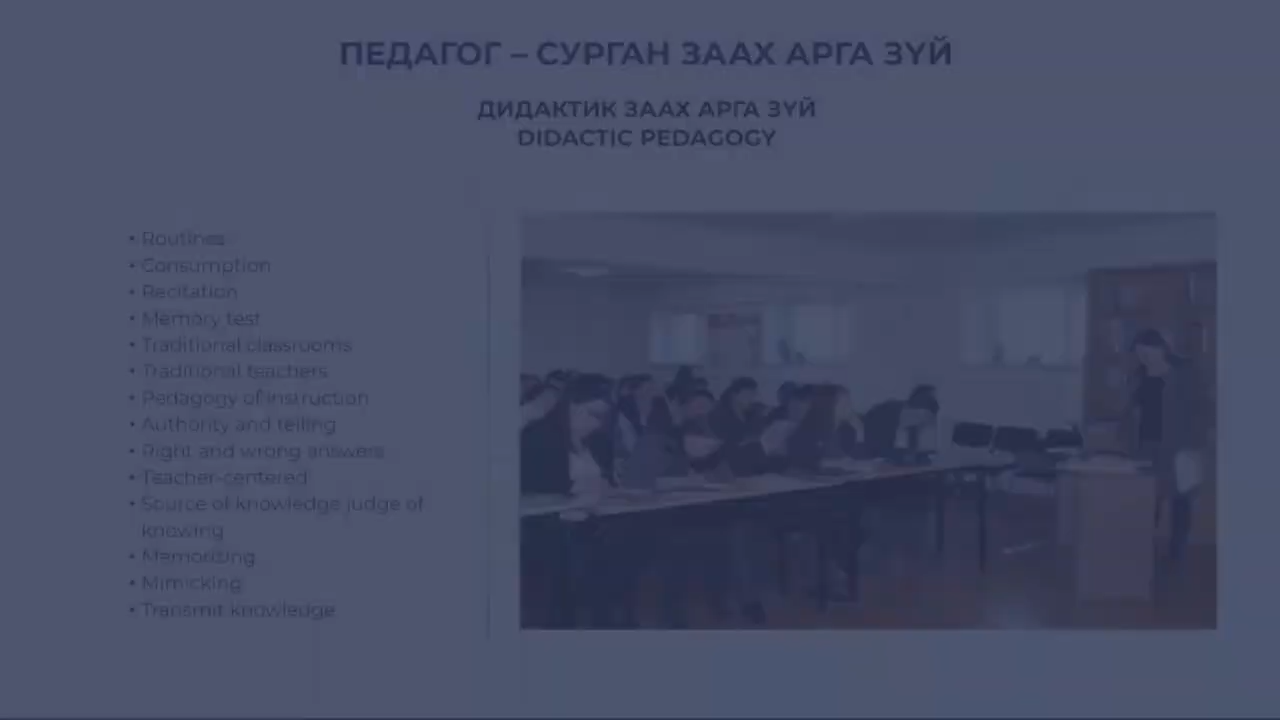 ПЕДАГОГ – СУРГАН ЗААХ АРГА ЗҮЙ
ДИДАКТИК ЗААХ АРГА ЗҮЙ
DIDACTIC PEDAGOGY
• Routines
• Consumption
• Recitation
• Memory test
• Traditional classrooms
• Traditional teachers
• Pedagogy of instruction
• Authority and telling
• Right and wrong answers
• Teacher-centered
• Source of knowledge judge of
knowing
• Memorizing
• Mimicking
• Transmit knowledge